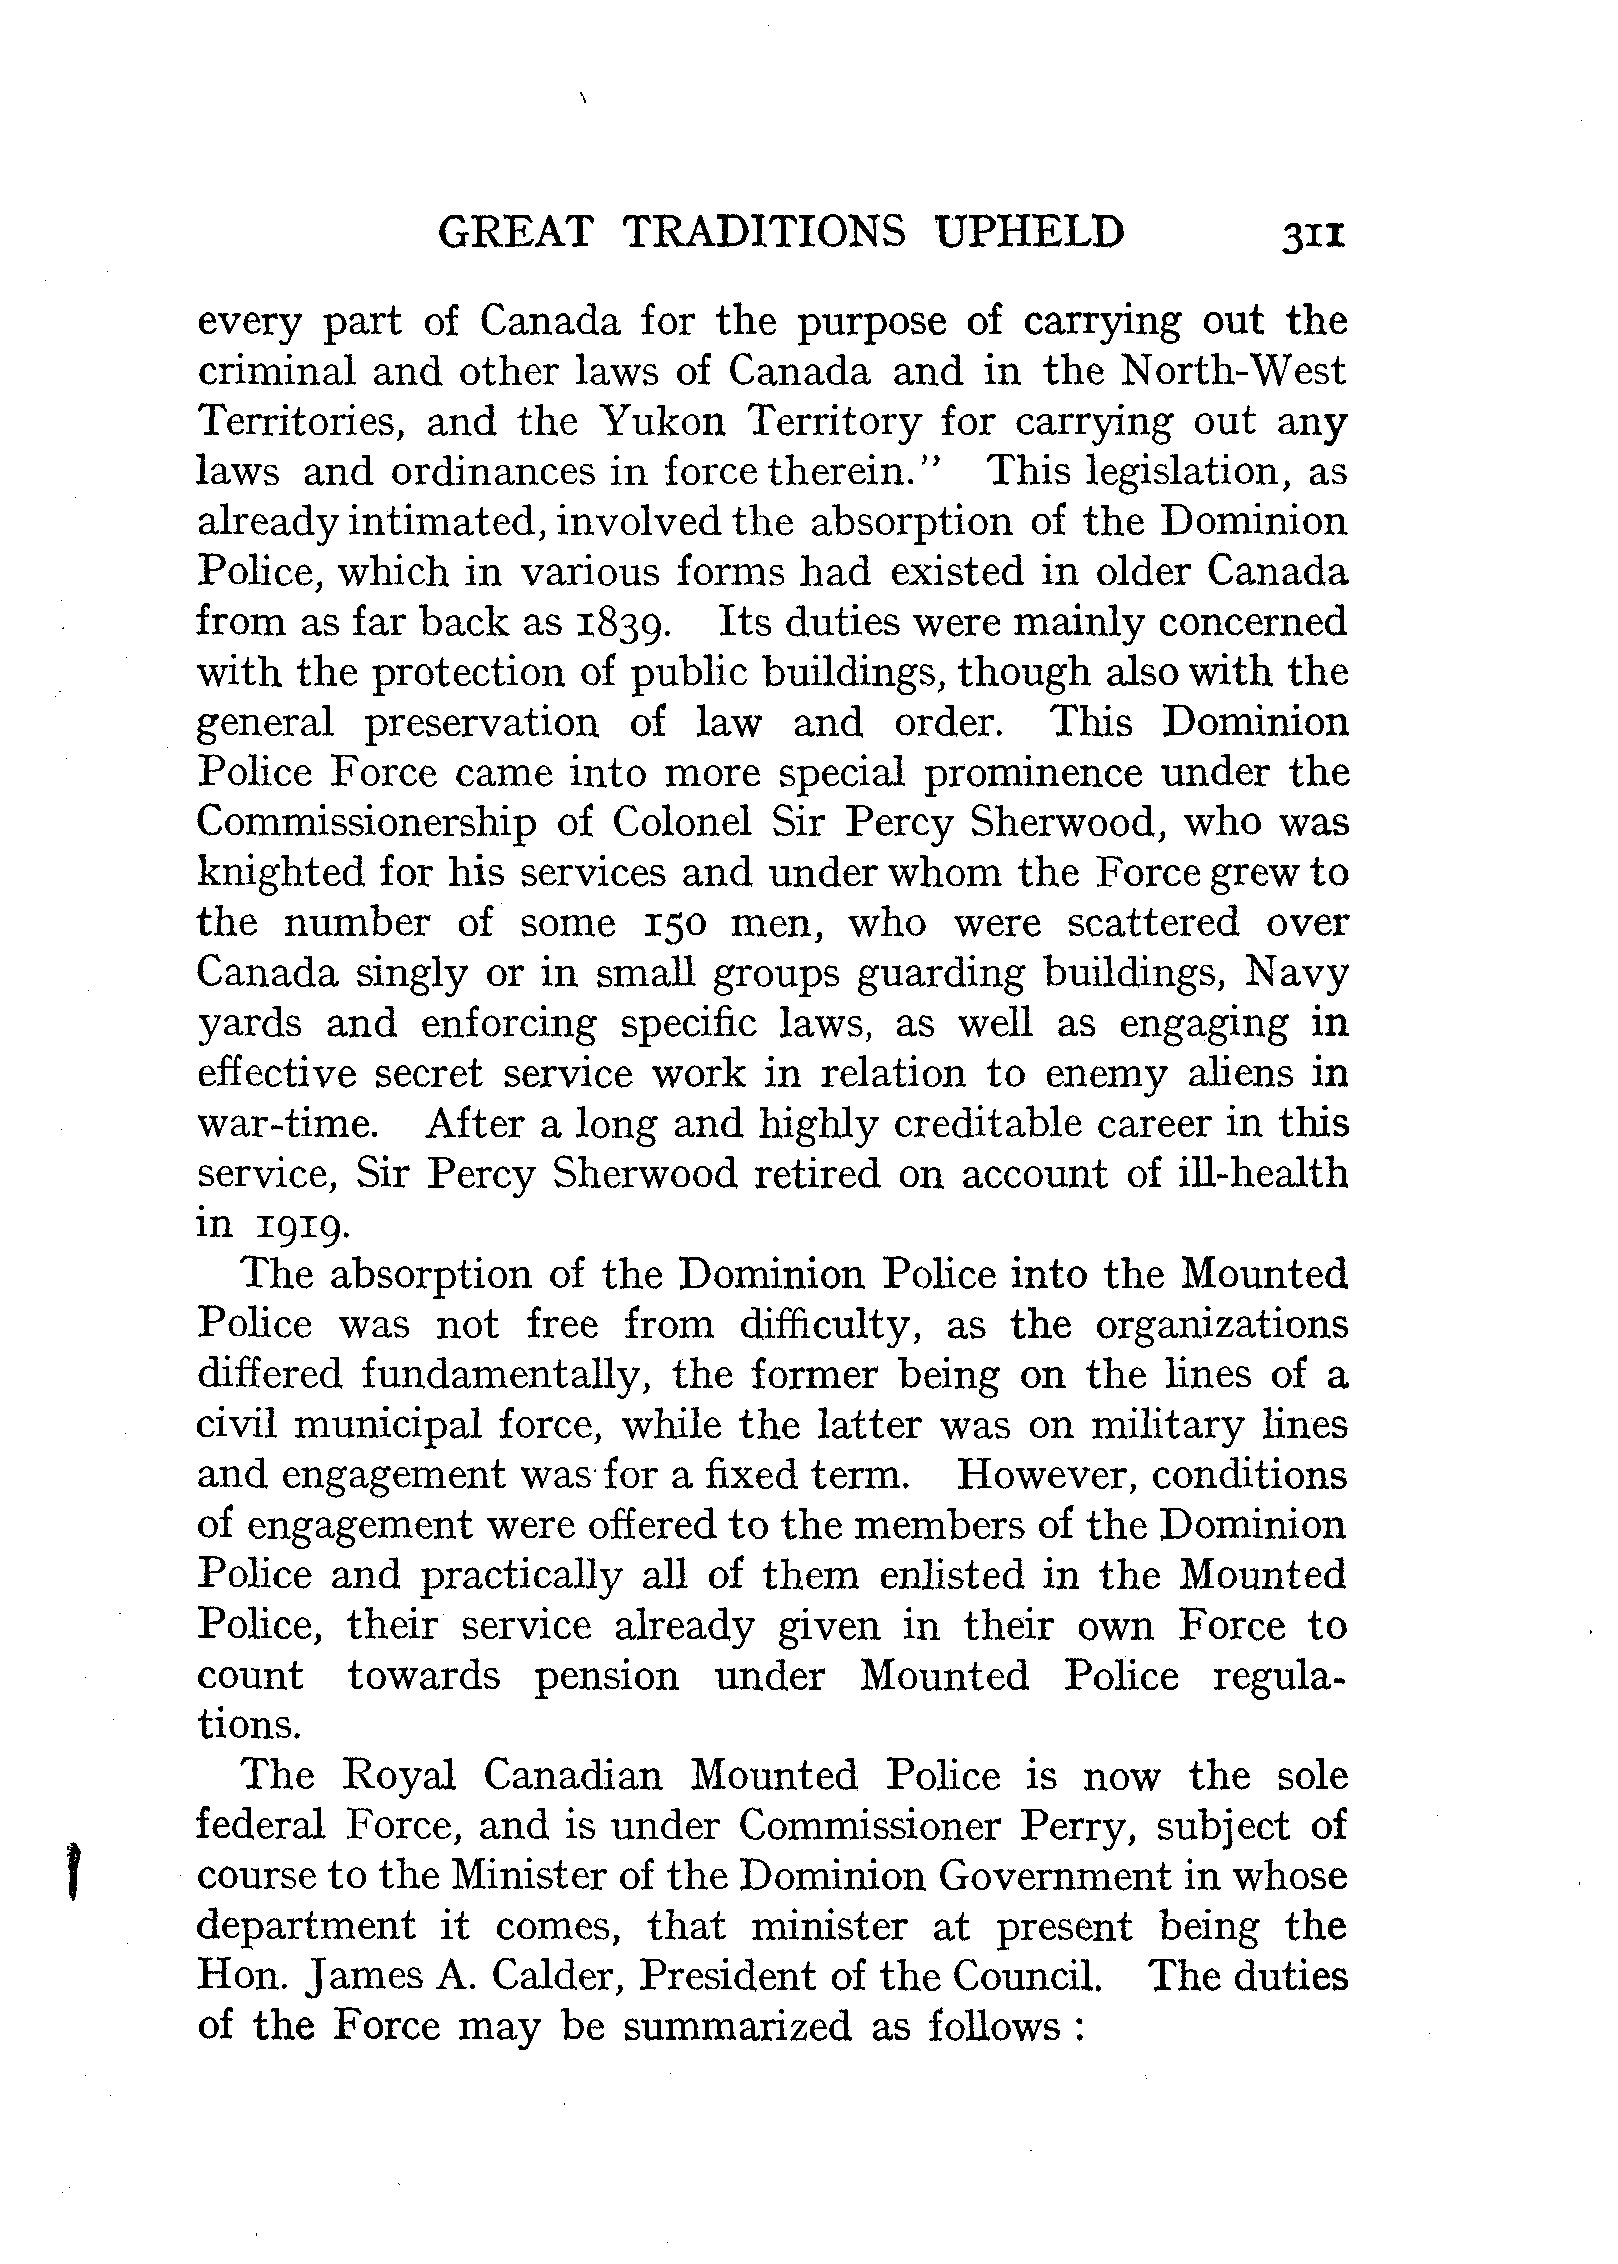 GREAT TRADITIONS UPHELD 311
every part of Canada for the purpose of carrying out the
criminal and other laws of Canada and in the North-West
Territories, and the Yukon Territory for carrying out any
laws and ordinances in force therein." This legislation, as
already intimated, involved the absorption of the Dominion
Police, which in various forms had existed in older Canada
from as far back as 1839. Its duties were mainly concerned
with the protection of public buildings, though also with the
general preservation of law and order. This Dominion
Police Force came into more special prominence under the
Commissionership of Colonel Sir Percy Sherwood, who was
knighted for his services and under whom the Force grew to
the number of some 150 men, who were scattered over
Canada singly or in small groups guarding buildings, Navy
yards and enforcing specific laws, as well as engaging in
effective secret service work in relation to enemy aliens in
war-time. After a long and highly creditable career in this
service, Sir Percy Sherwood retired on account of ill-health
in 1919.
The absorption of the Dominion Police into the Mounted
Police was not free from difficulty, as the organizations
differed fundamentally, the former being on the lines of a
civil municipal force, while the latter was on military lines
and engagement was for a fixed term. However, conditions
of engagement were offered to the members of the Dominion
Police and practically all of them enlisted in the Mounted
Police, their service already given in their own Force to
count towards pension under Mounted Police regula-
tions.
The Royal Canadian Mounted Police is now the sole
federal Force, and is under Commissioner Perry, subject of
course to the Minister of the Dominion Government in whose
department it comes, that minister at present being the
Hon. James A. Calder, President of the Council. The duties
of the Force may be summarized as follows :